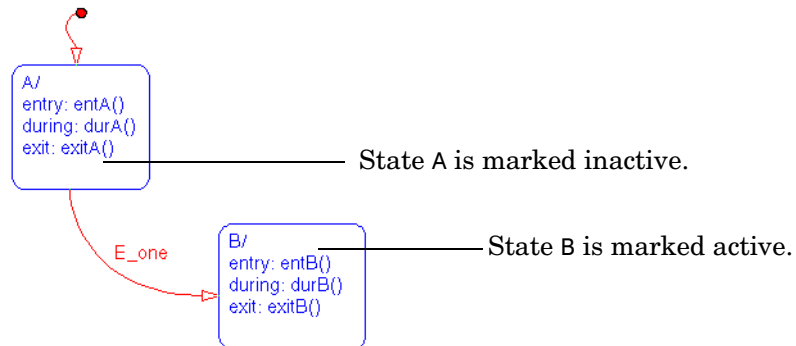 A/
entry: entA()
during: durA()
exit: exitA()
State A is marked inactive.
E_one
B/
entry: entB()
during: durB()
exit: exitB()
State B is marked active.